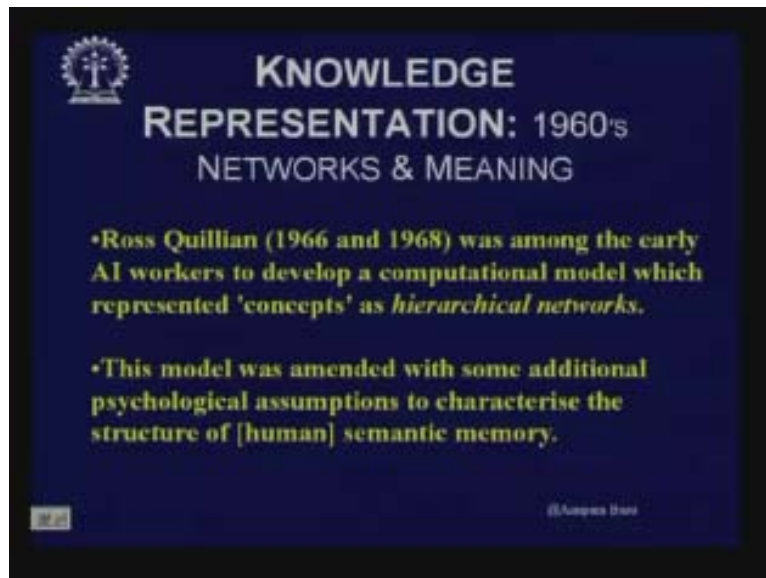 KNOWLEDGE
REPRESENTATION: 1960's
NETWORKS & MEANING
•Ross Quillian (1966 and 1968) was among the early
AI workers to develop a computational model which
represented 'concepts' as hierarchical networks.
•This model was amended with some additional
psychological assumptions to characterise the
structure of [human] semantic memory.